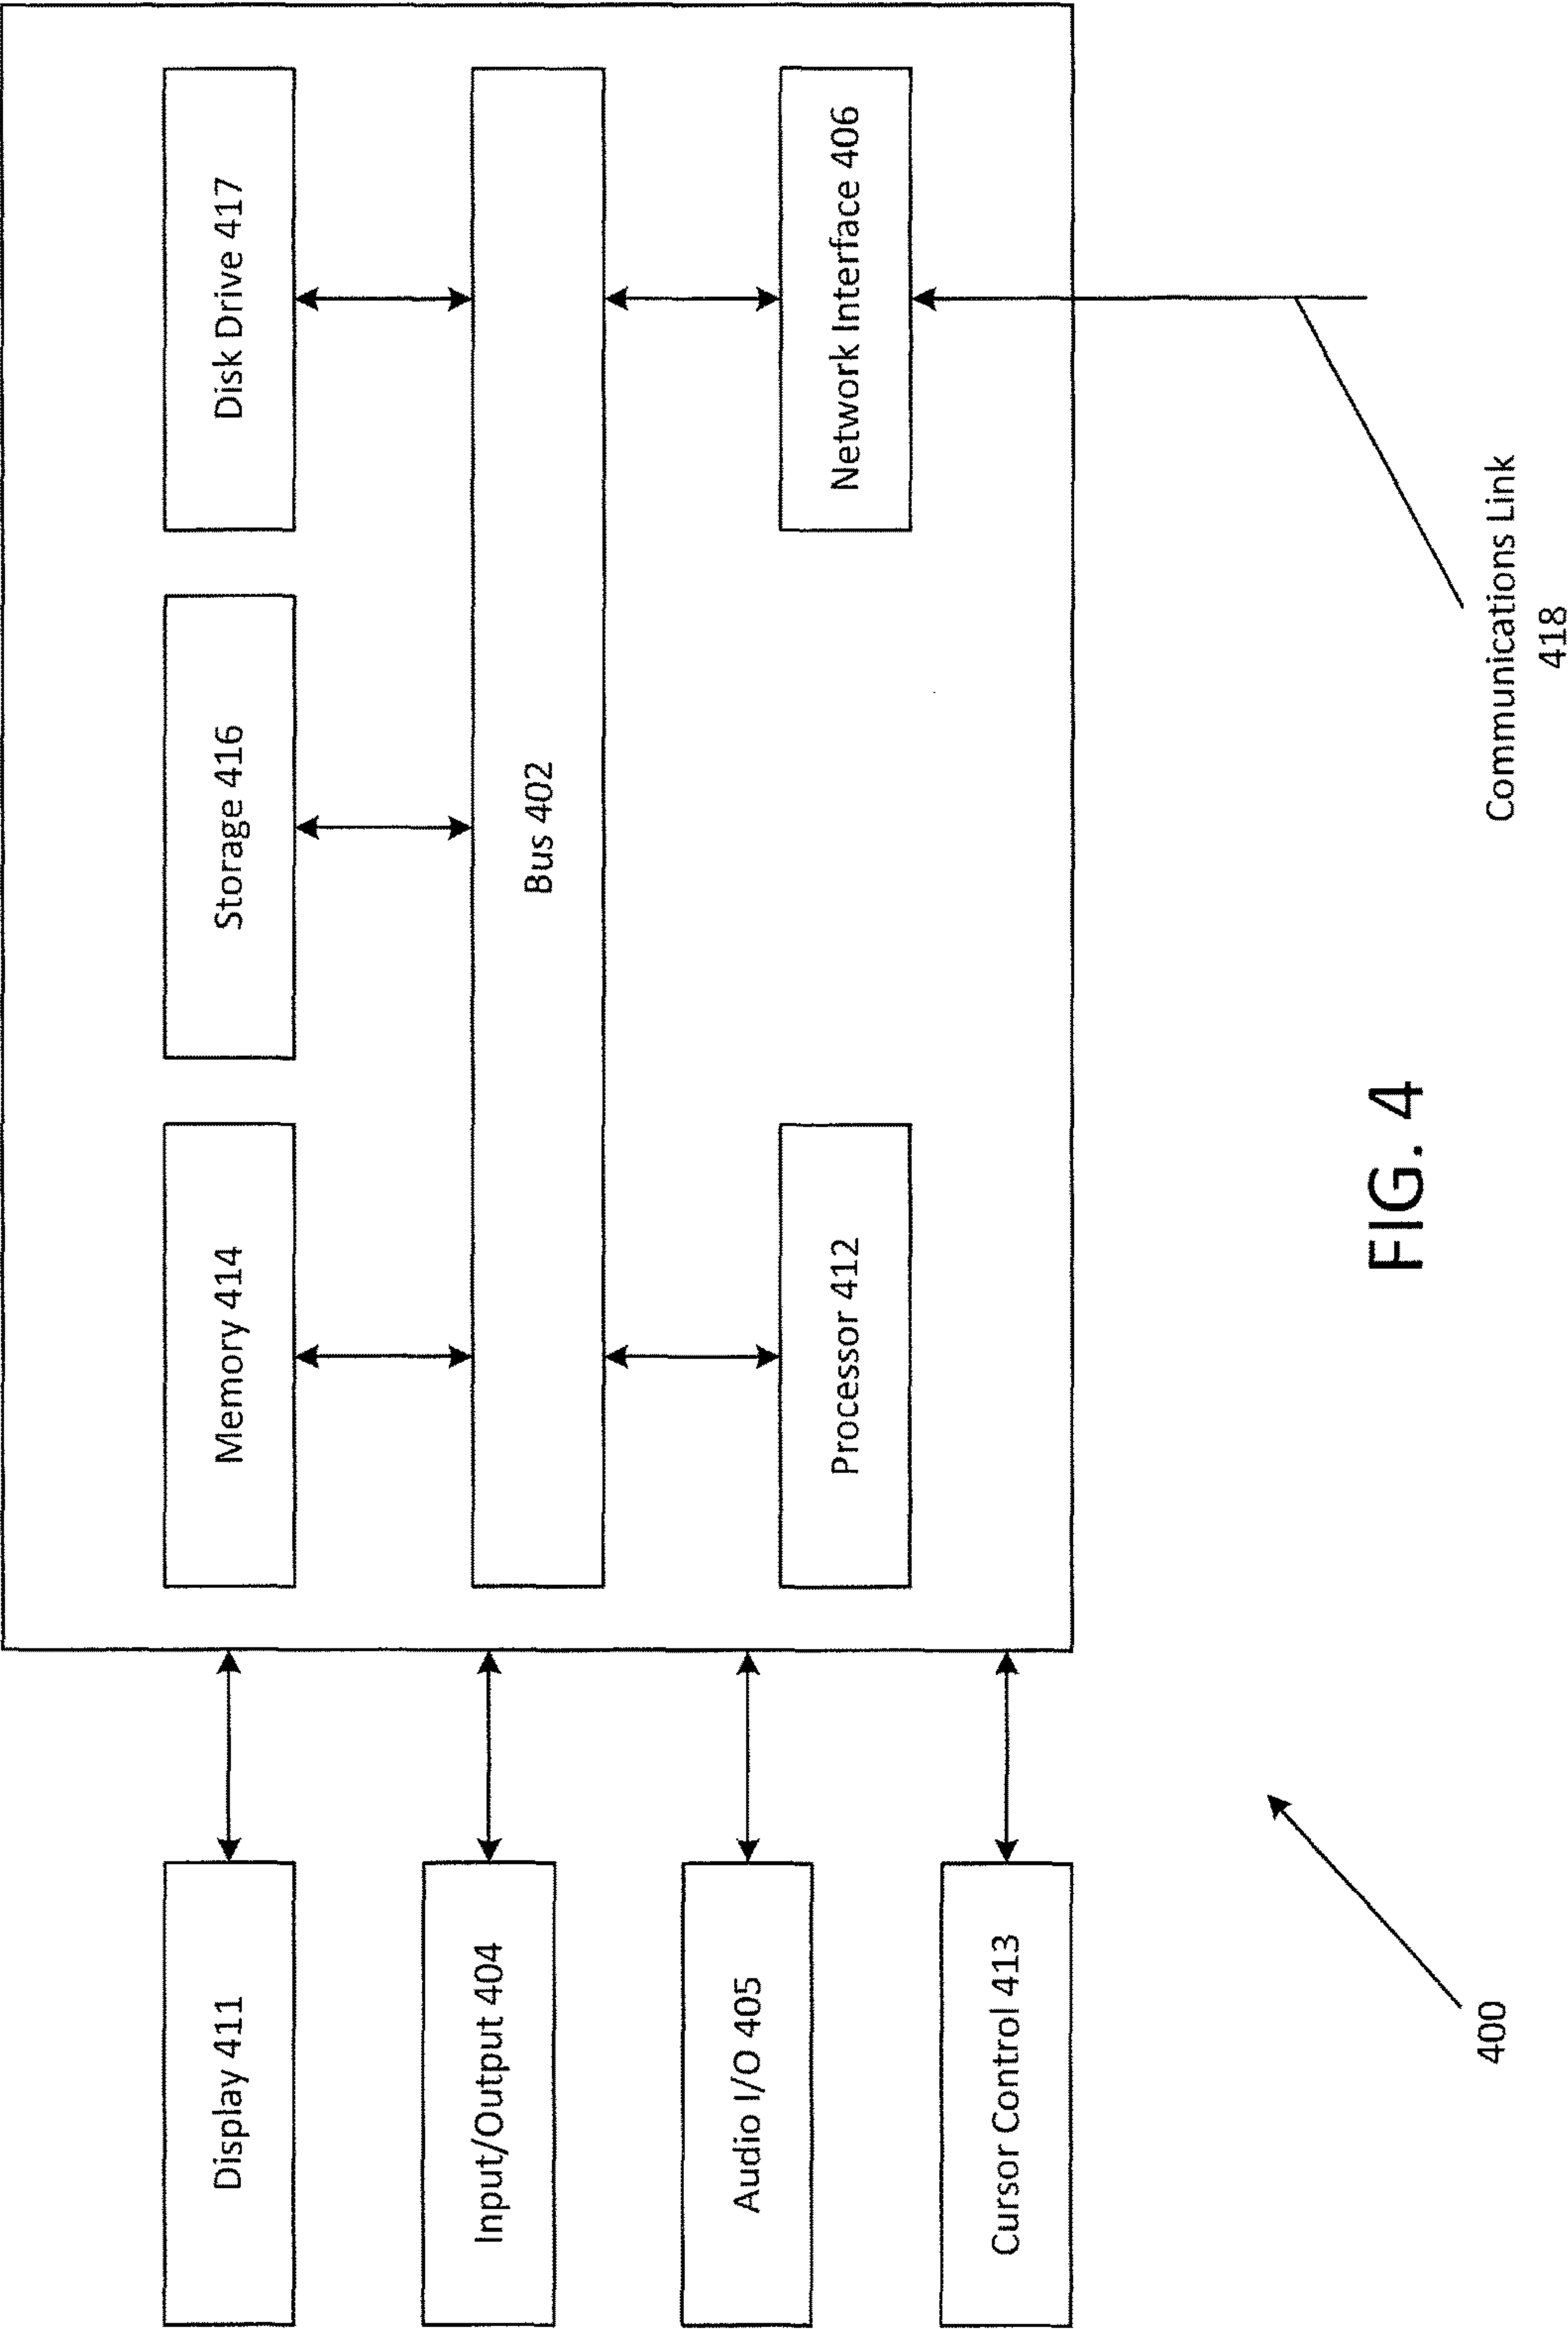 Display 411
Input/Output 404
Audio I/O 405
Cursor Control 413
Memory 414
Storage 416
Disk Drive 417
Bus 402
Processor 412
Network Interface 406
Communications Link
418
400
FIG. 4